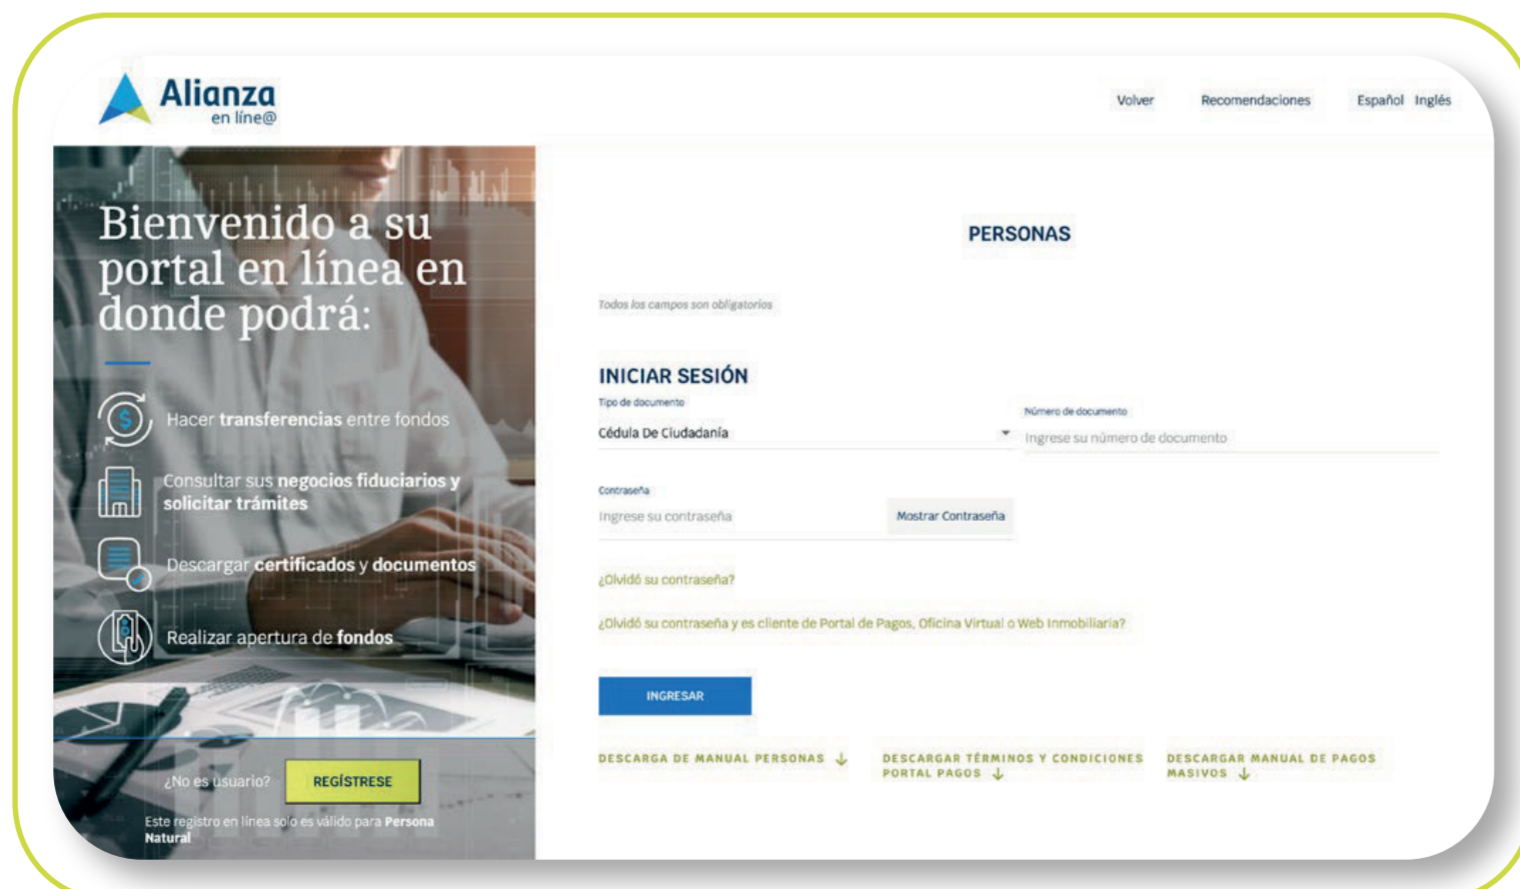 Alianza
en líne@
Volver Recomendaciones Español Inglés
Bienvenido a su
portal en línea en
donde podrá:
Hacer transferencias entre fondos
Consultar sus negocios fiduciarios y
solicitar trámites
Descargar certificados y documentos
Realizar apertura de fondos
¿No es usuario? REGÍSTRESE
Este registro en línea solo es válido para Persona
Natural
PERSONAS
Todos los campos son obligatorios
INICIAR SESIÓN
Tipo de documento
Cédula De Ciudadanía
Número de documento
Ingrese su número de documento
Contraseña
Ingrese su contraseña Mostrar Contraseña
¿Olvidó su contraseña?
¿Olvidó su contraseña y es cliente de Portal de Pagos, Oficina Virtual o Web Inmobiliaria?
INGRESAR
DESCARGA DE MANUAL PERSONAS ↓
DESCARGAR TÉRMINOS Y CONDICIONES
PORTAL PAGOS ↓
DESCARGAR MANUAL DE PAGOS
MASIVOS ↓